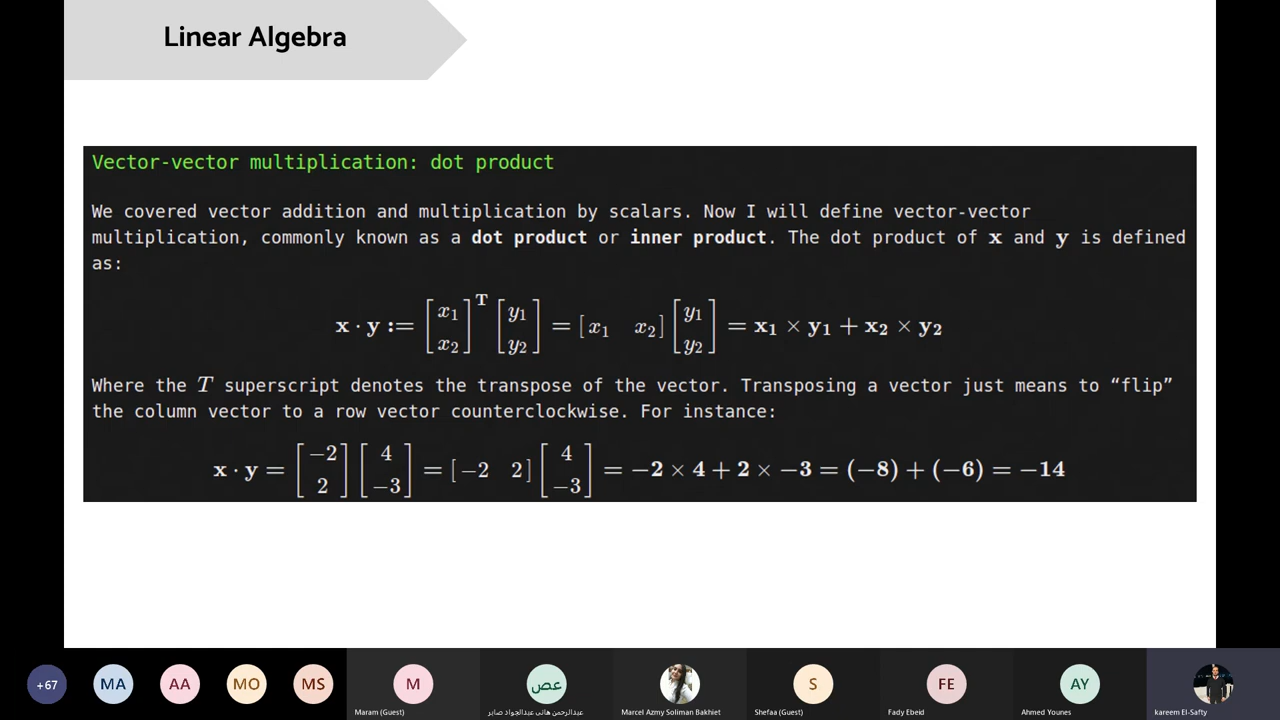 Linear Algebra
Vector-vector multiplication: dot product
We covered vector addition and multiplication by scalars. Now I will define vector-vector
multiplication, commonly known as a dot product or inner product. The dot product of x and y is defined
as:
x · y := [x₁ x₂]ᵀ [y₁ y₂] = [x₁ x₂] [y₁ y₂] = x₁ × y₁ + x₂ × y₂
Where the T superscript denotes the transpose of the vector. Transposing a vector just means to “flip”
the column vector to a row vector counterclockwise. For instance:
x · y = [−2 2] [4 −3] = [−2 2] [4 −3] = −2 × 4 + 2 × −3 = (−8) + (−6) = −14
+67 MA AA MO MS M عص S FE AY
Maram (Guest) عبدالرحمن هانى عبدالجواد صابر Marcel Azmy Soliman Bakhiet Shefaa (Guest) Fady Ebeid Ahmed Younes kareem El-Safty